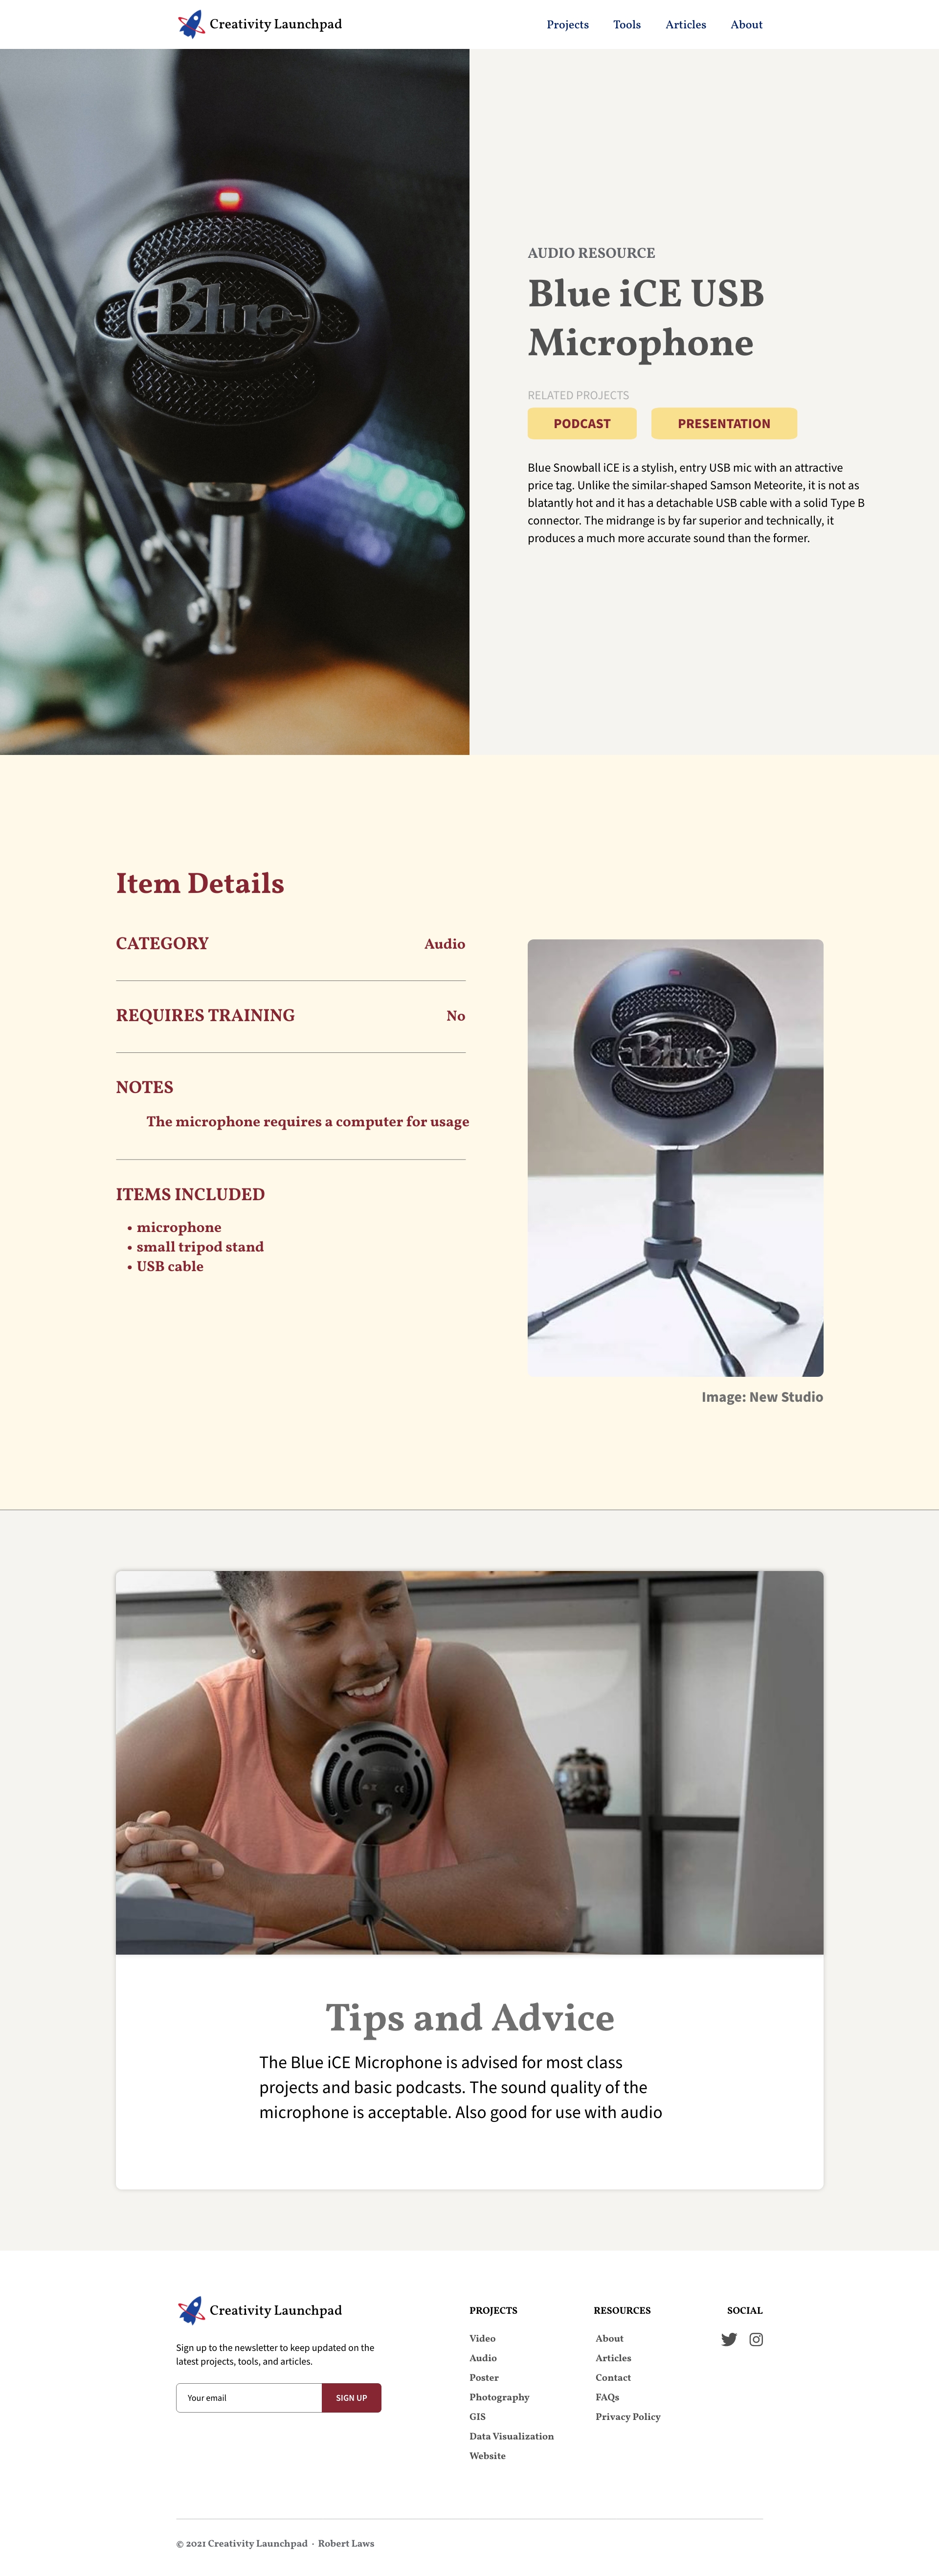 Creativity Launchpad
Projects Tools Articles About
Blue
AUDIO RESOURCE
Blue iCE USB
Microphone
RELATED PROJECTS
PODCAST PRESENTATION
Blue Snowball iCE is a stylish, entry USB mic with an attractive
price tag. Unlike the similar-shaped Samson Meteorite, it is not as
blatantly hot and it has a detachable USB cable with a solid Type B
connector. The midrange is by far superior and technically, it
produces a much more accurate sound than the former.
Item Details
CATEGORY Audio
REQUIRES TRAINING No
NOTES
The microphone requires a computer for usage
ITEMS INCLUDED
• microphone
• small tripod stand
• USB cable
Blue
Image: New Studio
Tips and Advice
The Blue iCE Microphone is advised for most class
projects and basic podcasts. The sound quality of the
microphone is acceptable. Also good for use with audio
Creativity Launchpad
Sign up to the newsletter to keep updated on the
latest projects, tools, and articles.
Your email SIGN UP
PROJECTS
Video
Audio
Poster
Photography
GIS
Data Visualization
Website
RESOURCES
About
Articles
Contact
FAQs
Privacy Policy
SOCIAL
© 2021 Creativity Launchpad · Robert Laws